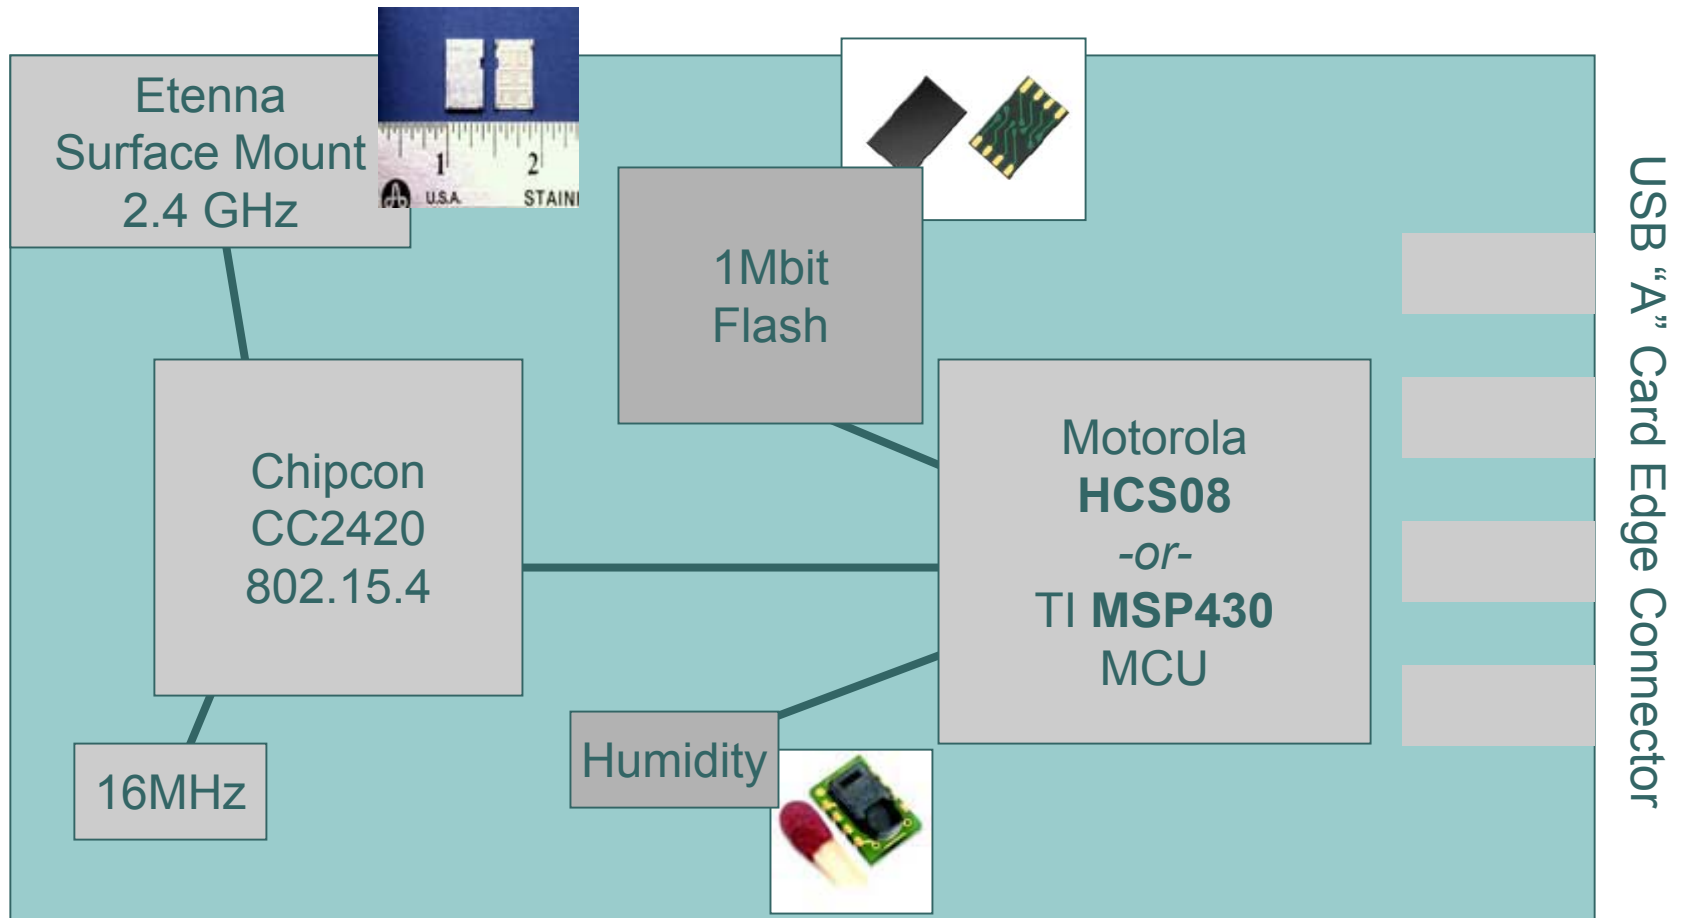 Etenna
Surface Mount
2.4 GHz
1 2
U.S.A. STAINL
1Mbit
Flash
Chipcon
CC2420
802.15.4
Motorola
HCS08
-or-
TI MSP430
MCU
Humidity
16MHz
USB “A” Card Edge Connector